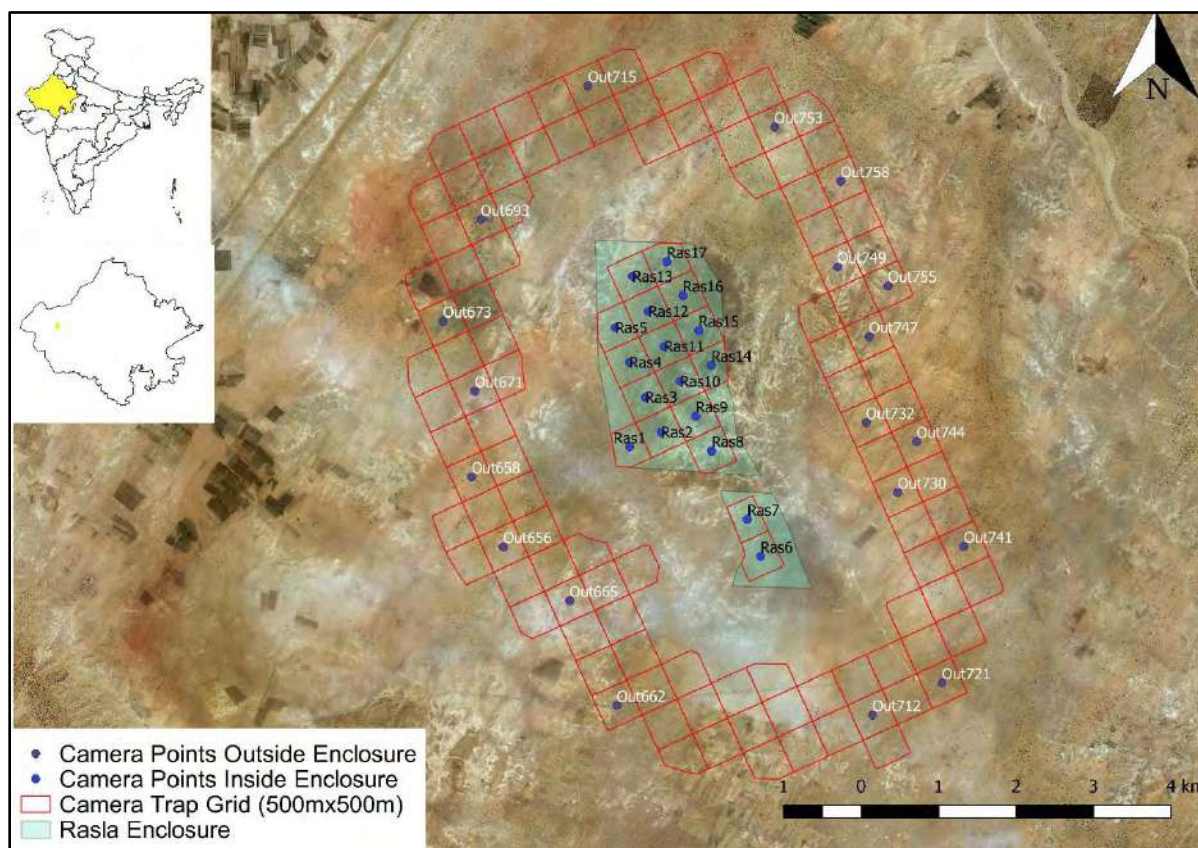 N
Out715
Out753
Out758
Out693
Out749
Out755
Ras17
Ras13
Ras16
Out673
Ras12
Ras5
Ras15
Out747
Ras11
Ras4
Ras14
Out671
Ras10
Ras3
Ras9
Out732
Out744
Ras1
Ras2
Ras8
Out658
Out730
Ras7
Out656
Ras6
Out741
Out665
Out662
Out721
Out712
Camera Points Outside Enclosure
Camera Points Inside Enclosure
Camera Trap Grid (500mx500m)
Rasla Enclosure
1 0 1 2 3 4 km